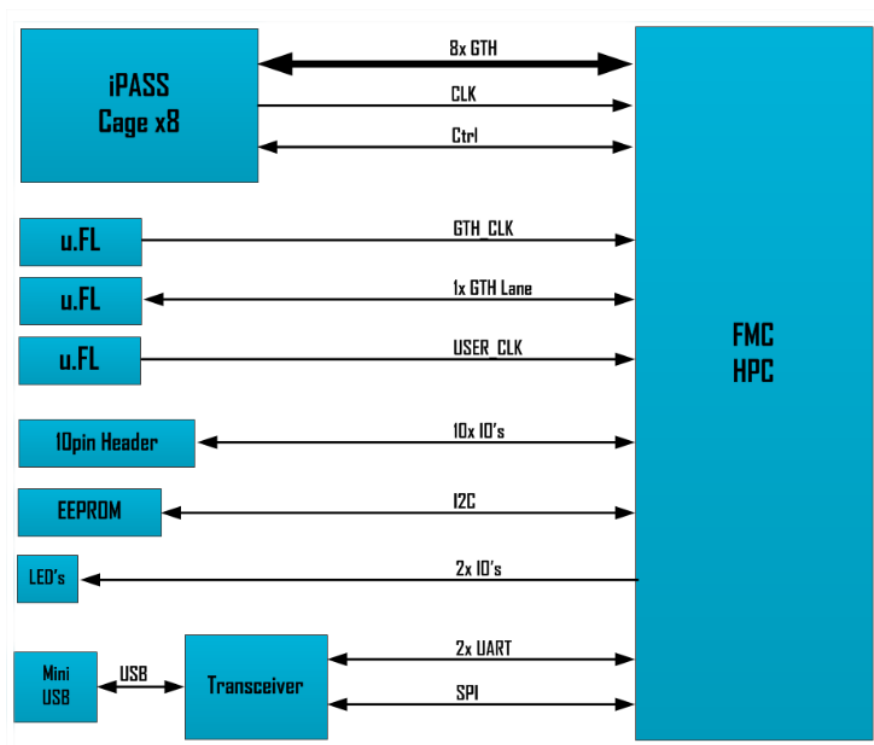 8x GTH
iPASS
Cage x8
CLK
Ctrl
u.FL
GTH_CLK
u.FL
1x GTH Lane
u.FL
USER_CLK
FMC
HPC
10pin Header
10x IO's
EEPROM
I2C
LED's
2x IO's
Mini
USB
USB
Transceiver
2x UART
SPI